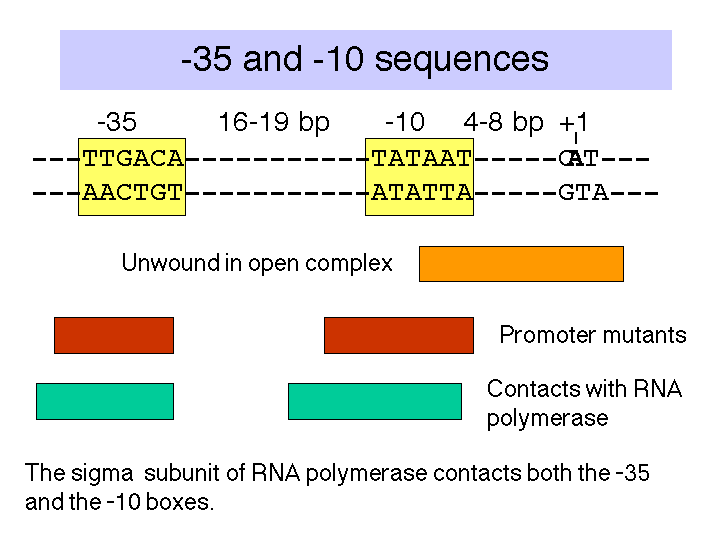 -35 and -10 sequences
-35 16-19 bp -10 4-8 bp +1
---TTGACA-----------TATAAT-----CAT---
---AACTGT-----------ATATTA-----GTA---
Unwound in open complex
Promoter mutants
Contacts with RNA
polymerase
The sigma subunit of RNA polymerase contacts both the -35
and the -10 boxes.